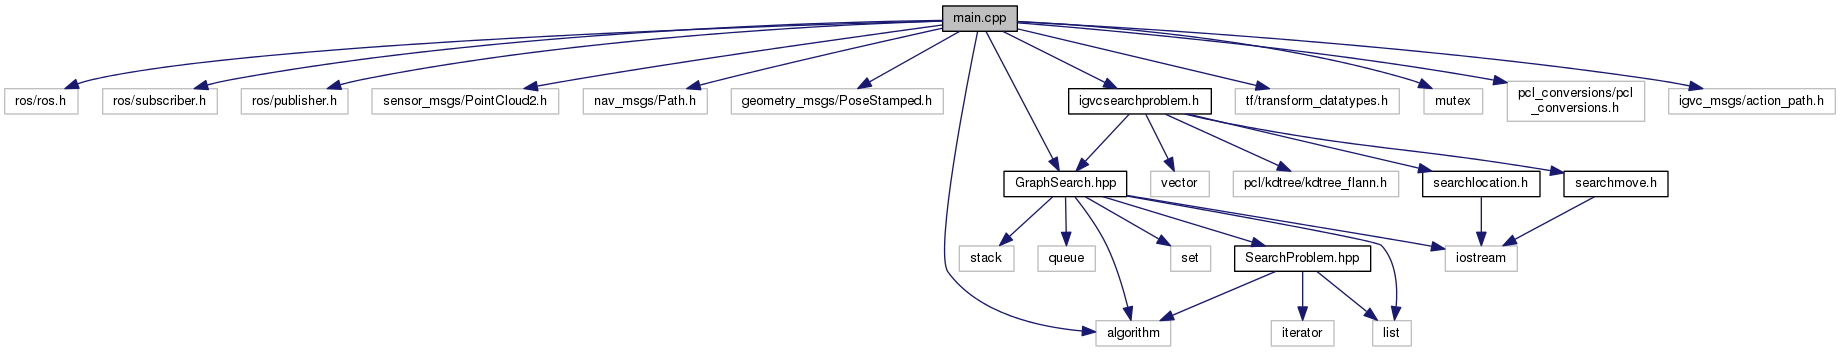 main.cpp
ros/ros.h
ros/subscriber.h
ros/publisher.h
sensor_msgs/PointCloud2.h
nav_msgs/Path.h
geometry_msgs/PoseStamped.h
igvcsearchproblem.h
tf/transform_datatypes.h
mutex
pcl_conversions/pcl
_conversions.h
igvc_msgs/action_path.h
GraphSearch.hpp
vector
pcl/kdtree/kdtree_flann.h
searchlocation.h
searchmove.h
stack
queue
set
SearchProblem.hpp
iostream
algorithm
iterator
list